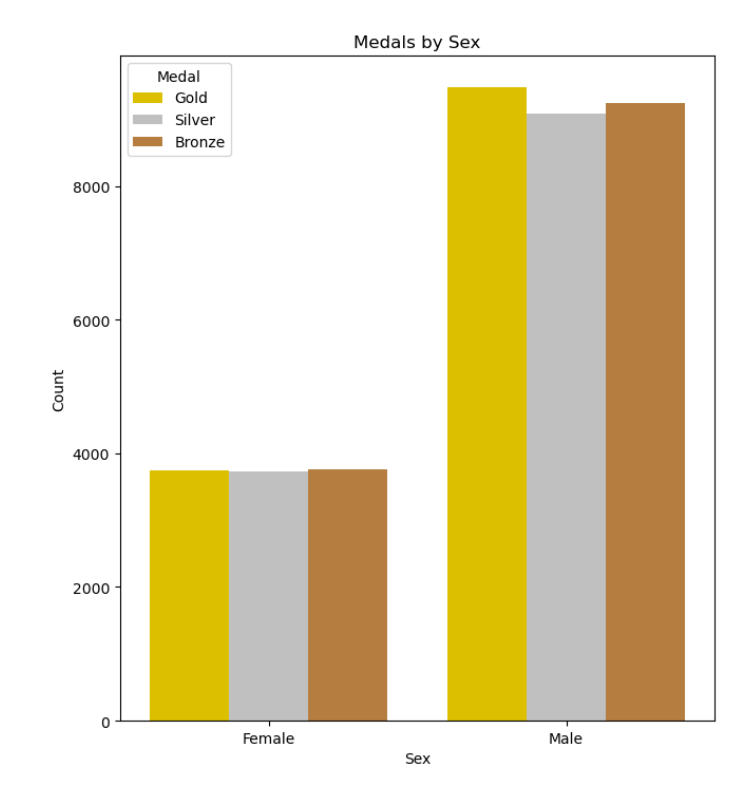 Medals by Sex
Medal
Gold
Silver
Bronze
8000
6000
4000
2000
0
Count
Female Male
Sex